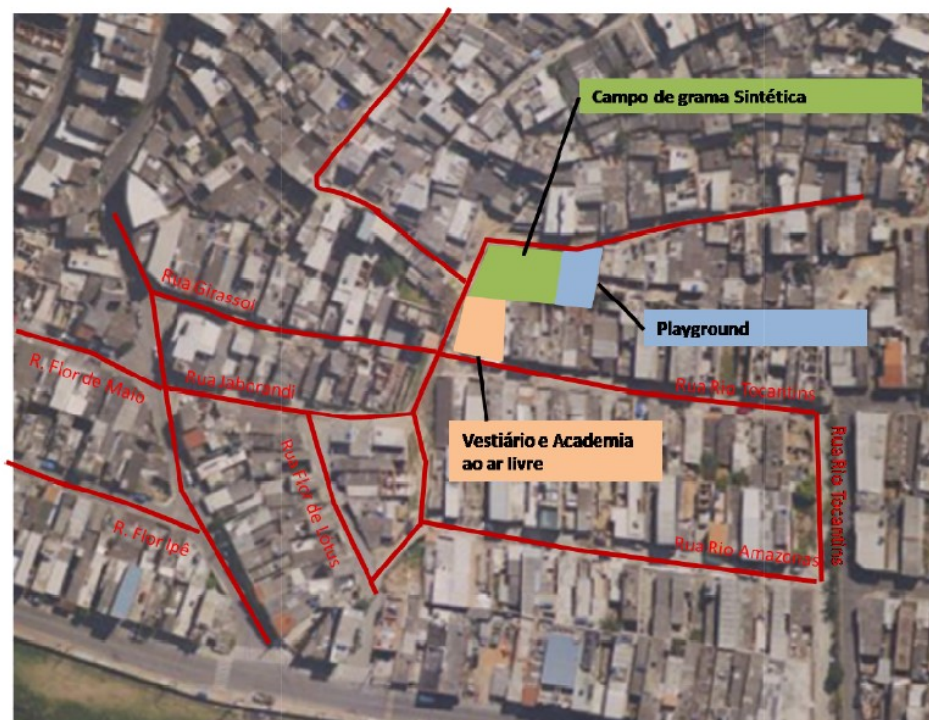 Campo de grama Sintética
Playground
Rua Girassol
R. Flor de Maio
Rua Jaborandi
Rua Rio Tocantins
Vestiário e Academia
ao ar livre
Rua Rio Tocantins
Rua Flor de lotus
R. Flor Ipê
Rua Rio Amazonas